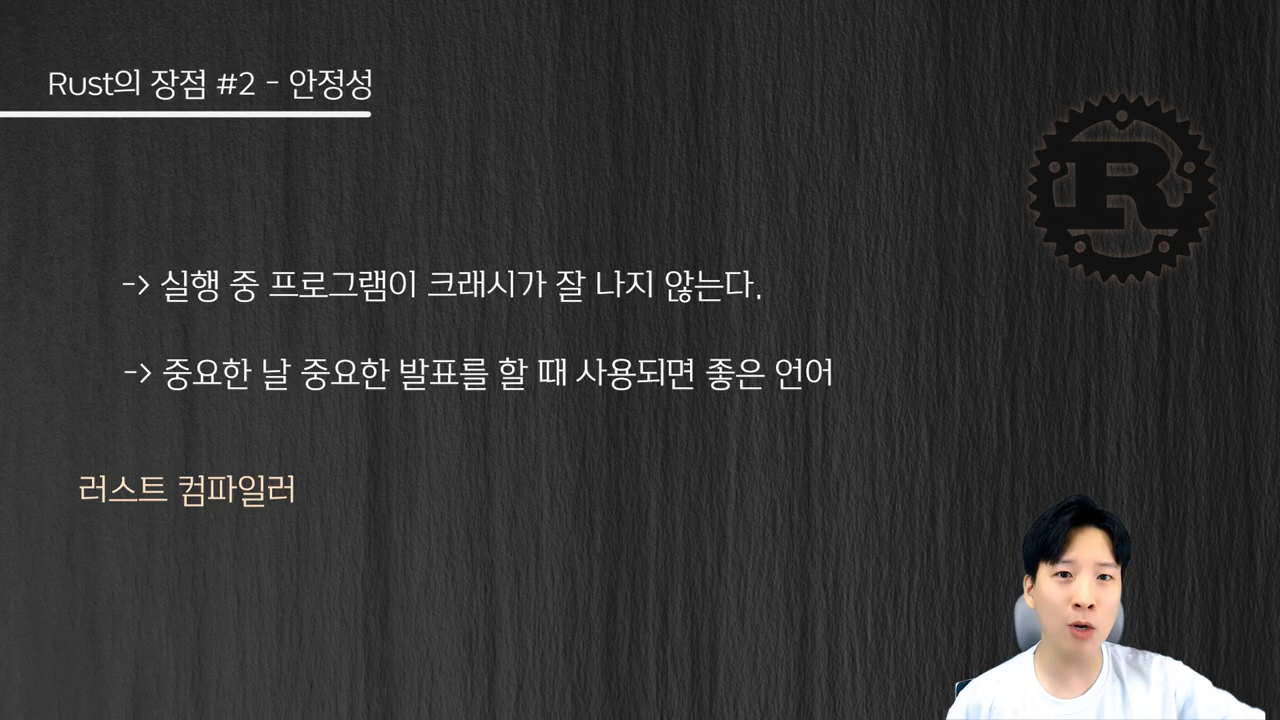 Rust의 장점 #2 - 안정성
R
-> 실행 중 프로그램이 크래시가 잘 나지 않는다.
-> 중요한 날 중요한 발표를 할 때 사용되면 좋은 언어
러스트 컴파일러